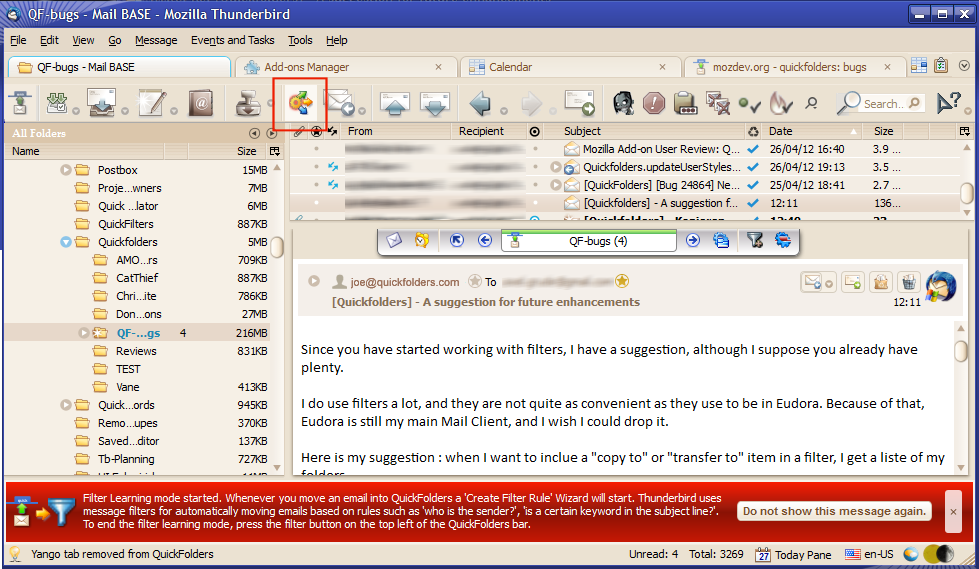 QF-bugs - Mail BASE - Mozilla Thunderbird
File Edit View Go Message Events and Tasks Tools Help
QF-bugs - Mail BASE
Add-ons Manager
Calendar
mozdev.org - quickfolders: bugs
Search...
All Folders
Name Size
Postbox 15MB
Proje...wners 7MB
Quick ...lator 6MB
QuickFilters 887KB
Quickfolders 5MB
AMO...rs 709KB
CatThief 887KB
Chri...ite 786KB
Don...ons 27MB
QF-...gs 4 216MB
Reviews 831KB
TEST
Vane 413KB
Quick...ords 945KB
Remo...upes 370KB
Saved...ditor 137KB
Tb-Planning 727KB
From Recipient Subject Date Size
Mozilla Add-on User Review: Q... 26/04/12 16:40 3.9 ...
Quickfolders.updateUserStyles... 26/04/12 19:13 3.5 ...
[QuickFolders] [Bug 24864] Ne... 25/04/12 18:41 2.7 ...
[Quickfolders] - A suggestion f... 12:11 136...
QF-bugs (4)
joe@quickfolders.com To
12:11
[Quickfolders] - A suggestion for future enhancements
Since you have started working with filters, I have a suggestion, although I suppose you already have
plenty.
I do use filters a lot, and they are not quite as convenient as they use to be in Eudora. Because of that,
Eudora is still my main Mail Client, and I wish I could drop it.
Here is my suggestion : when I want to inclue a "copy to" or "transfer to" item in a filter, I get a liste of my
folders
Filter Learning mode started. Whenever you move an email into QuickFolders a 'Create Filter Rule' Wizard will start. Thunderbird uses
message filters for automatically moving emails based on rules such as 'who is the sender?', 'is a certain keyword in the subject line?'.
To end the filter learning mode, press the filter button on the top left of the QuickFolders bar.
Do not show this message again.
Yango tab removed from QuickFolders
Unread: 4 Total: 3269 27 Today Pane en-US